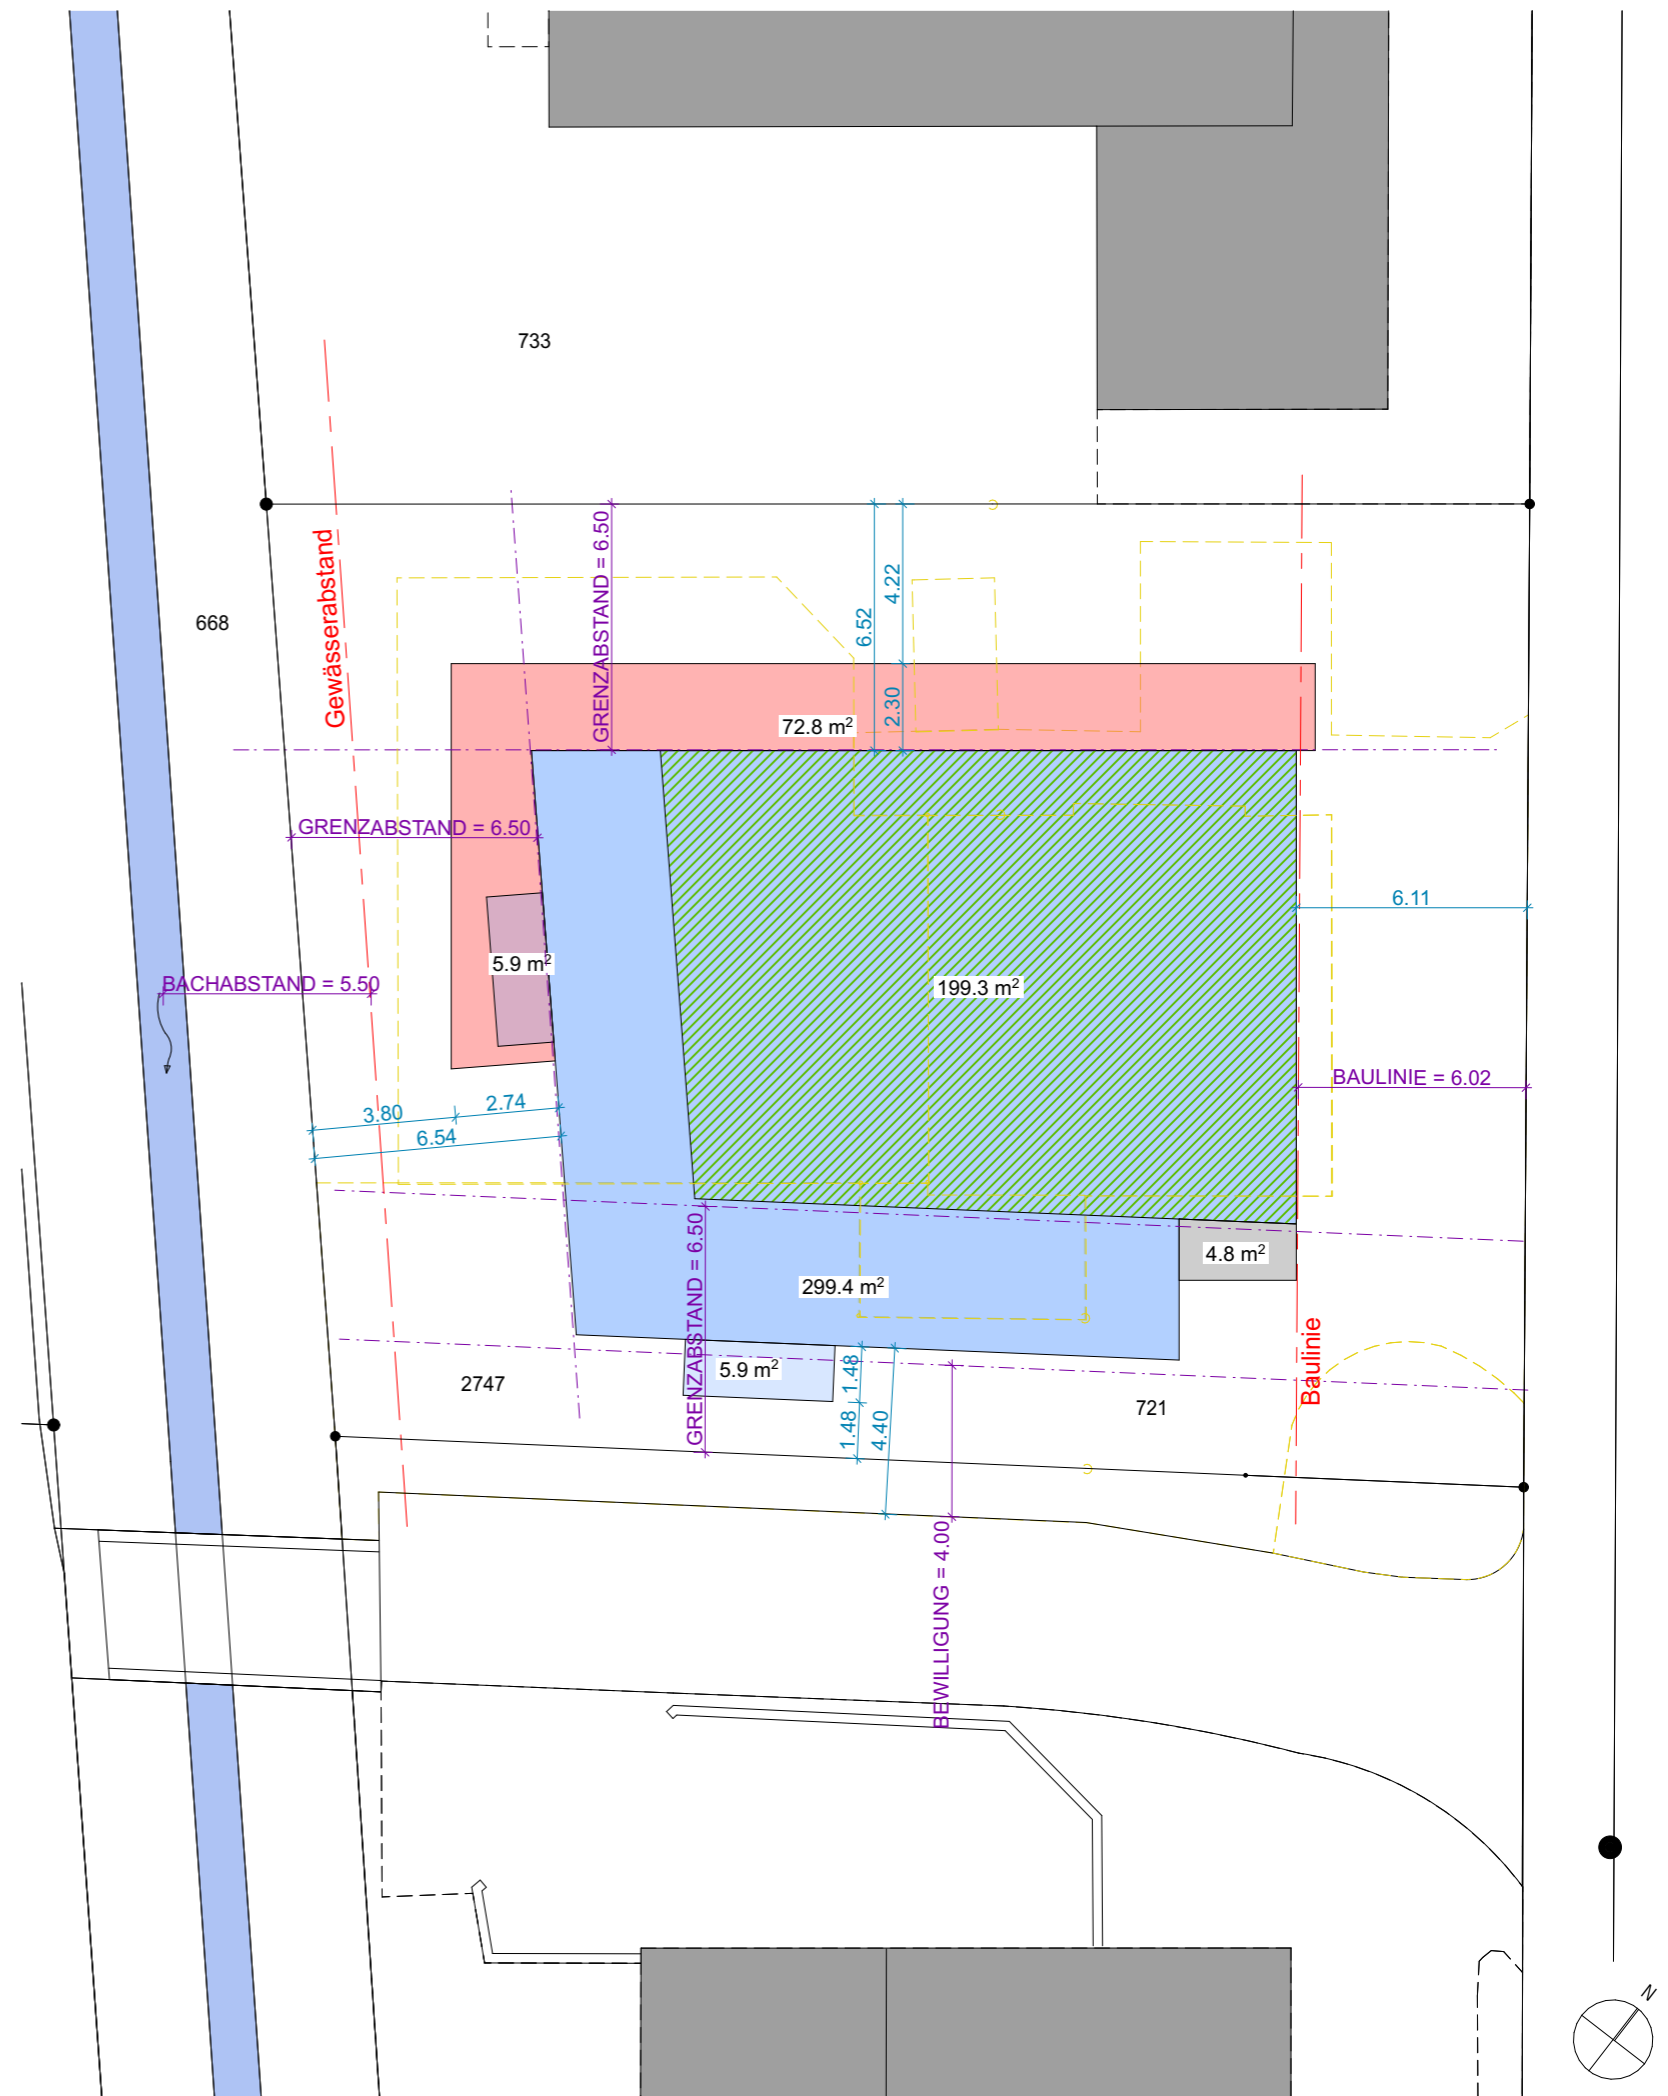 733
GRENZABSTAND = 6.50
4.22
6.52
Gewässerabstand
668
2.30
72.8 m²
GRENZABSTAND = 6.50
6.11
5.9 m²
BACHABSTAND = 5.50
199.3 m²
BAULINIE = 6.02
2.74
3.80
6.54
GRENZABSTAND = 6.50
4.8 m²
299.4 m²
Baulinie
5.9 m²
1.48
2747
721
1.48
4.40
BEWILLIGUNG = 4.00
N